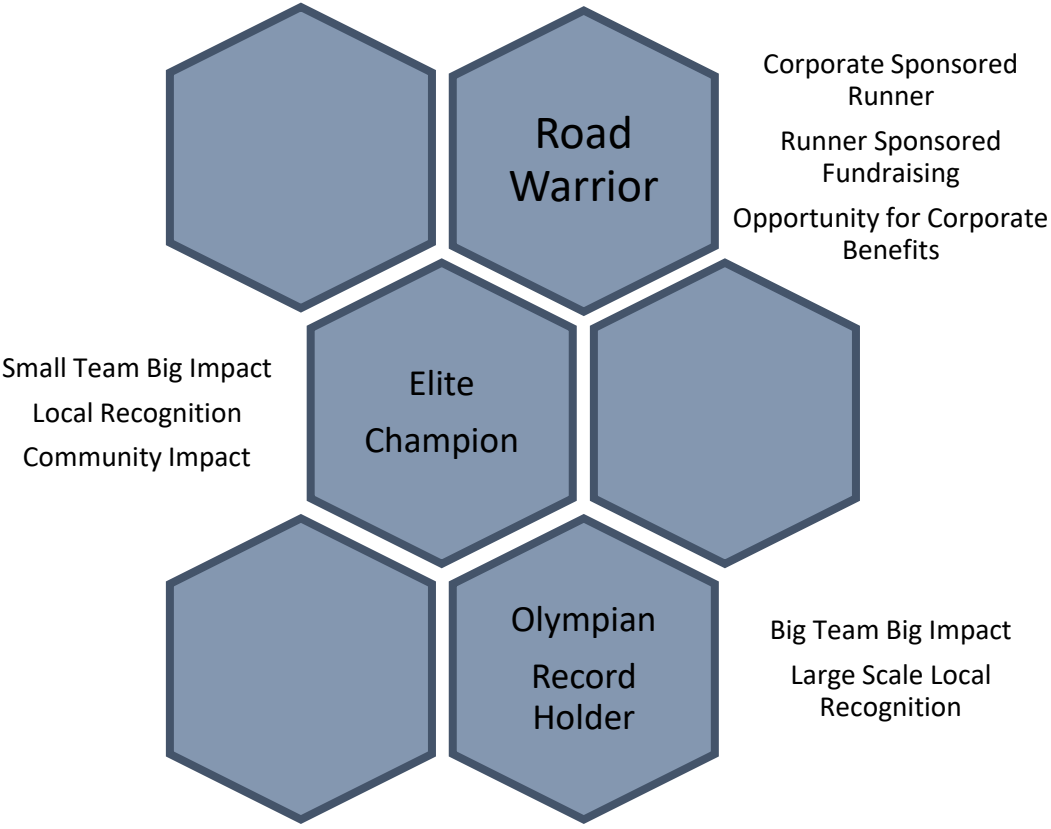 Road
Warrior
Corporate Sponsored
Runner
Runner Sponsored
Fundraising
Opportunity for Corporate
Benefits
Small Team Big Impact
Local Recognition
Community Impact
Elite
Champion
Olympian
Record
Holder
Big Team Big Impact
Large Scale Local
Recognition